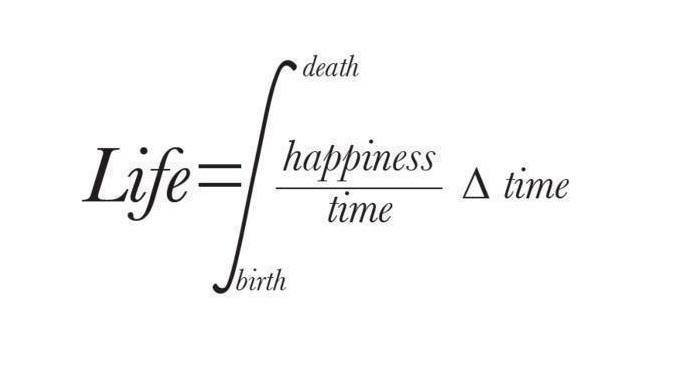 death
Life = ∫ happiness / time Δ time
birth